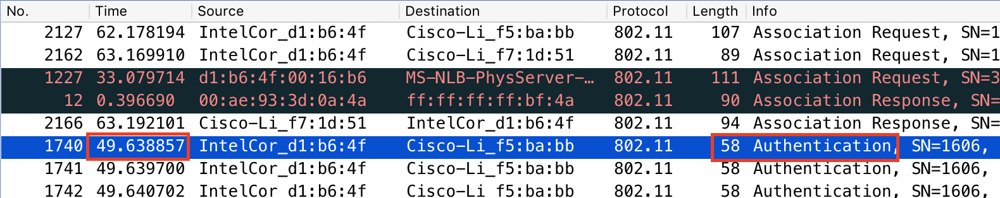 No. Time Source Destination Protocol Length Info
2127 62.178194 IntelCor_d1:b6:4f Cisco-Li_f5:ba:bb 802.11 107 Association Request, SN=1
2162 63.169910 IntelCor_d1:b6:4f Cisco-Li_f7:1d:51 802.11 89 Association Request, SN=1
1227 33.079714 d1:b6:4f:00:16:b6 MS-NLB-PhysServer-… 802.11 111 Association Request, SN=3
12 0.396690 00:ae:93:3d:0a:4a ff:ff:ff:ff:bf:4a 802.11 90 Association Response, SN=
2166 63.192101 Cisco-Li_f7:1d:51 IntelCor_d1:b6:4f 802.11 94 Association Response, SN=
1740 49.638857 IntelCor_d1:b6:4f Cisco-Li_f5:ba:bb 802.11 58 Authentication, SN=1606,
1741 49.639700 IntelCor_d1:b6:4f Cisco-Li_f5:ba:bb 802.11 58 Authentication, SN=1606,
1742 49.640702 IntelCor_d1:b6:4f Cisco-Li_f5:ba:bb 802.11 58 Authentication, SN=1606,